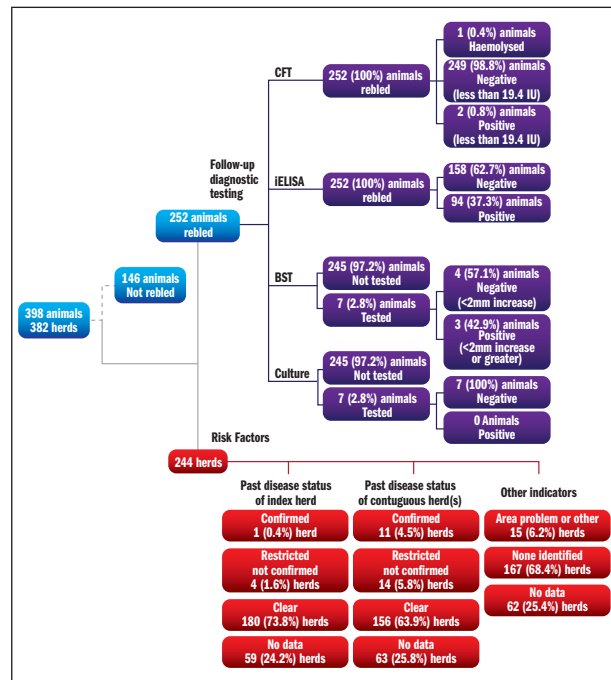 1 (0.4%) animals
Haemolysed
CFT
252 (100%) animals
rebled
249 (98.8%) animals
Negative
(less than 19.4 IU)
2 (0.8%) animals
Positive
(less than 19.4 IU)
Follow-up
diagnostic
testing
iELISA
252 (100%) animals
rebled
158 (62.7%) animals
Negative
94 (37.3%) animals
Positive
252 animals
rebled
BST
245 (97.2%) animals
Not tested
7 (2.8%) animals
Tested
4 (57.1%) animals
Negative
(<2mm increase)
3 (42.9%) animals
Positive
(<2mm increase
or greater)
146 animals
Not rebled
398 animals
382 herds
Culture
245 (97.2%) animals
Not tested
7 (2.8%) animals
Tested
7 (100%) animals
Negative
0 Animals
Positive
Risk Factors
244 herds
Past disease status
of index herd
Confirmed
1 (0.4%) herd
Restricted
not confirmed
4 (1.6%) herds
Clear
180 (73.8%) herds
No data
59 (24.2%) herds
Past disease status
of contuguous herd(s)
Confirmed
11 (4.5%) herds
Restricted
not confirmed
14 (5.8%) herds
Clear
156 (63.9%) herds
No data
63 (25.8%) herds
Other indicators
Area problem or other
15 (6.2%) herds
None identified
167 (68.4%) herds
No data
62 (25.4%) herds